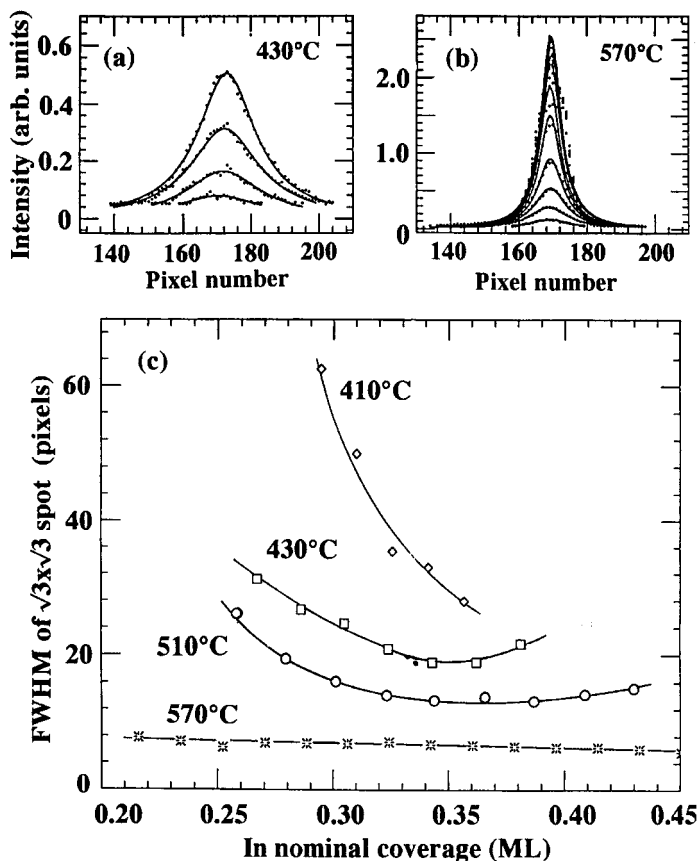 (a)
430°C
Intensity (arb. units)
0.6
0.4
0.2
0
140
160
180
200
Pixel number
(b)
570°C
2.0
1.0
0
140
160
180
200
Pixel number
(c)
FWHM of √3x√3 spot (pixels)
60
40
20
0
410°C
430°C
510°C
570°C
0.20
0.25
0.30
0.35
0.40
0.45
In nominal coverage (ML)